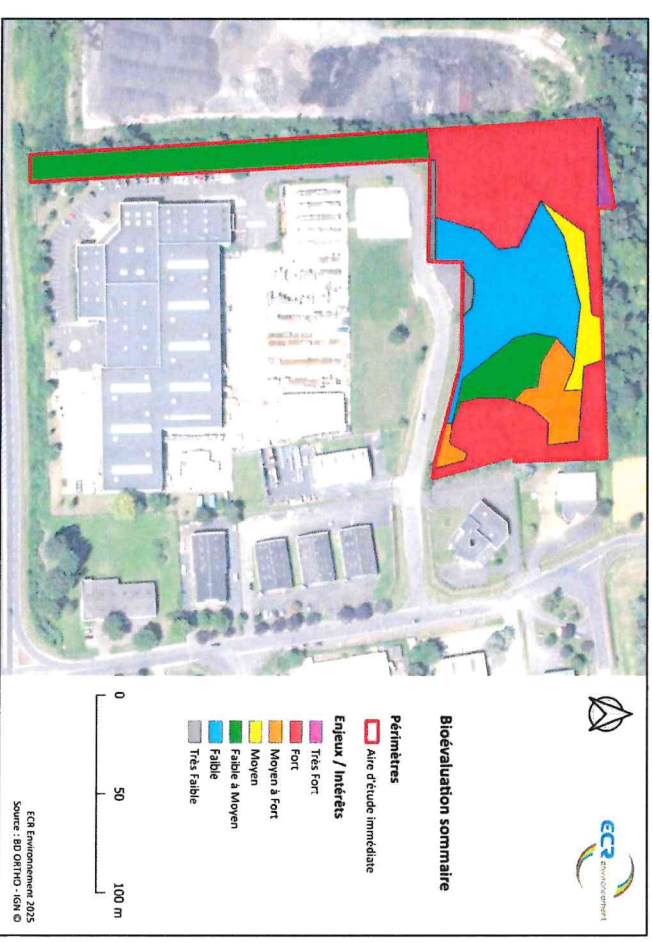 ECR
environnement
Bioévaluation sommaire
Périmètres
Aire d'étude immédiate
Enjeux / Intérêts
Très Fort
Fort
Moyen à Fort
Moyen
Faible à Moyen
Faible
Très Faible
0 50 100 m
ECR Environnement 2025
Source : BD ORTHO - IGN ©